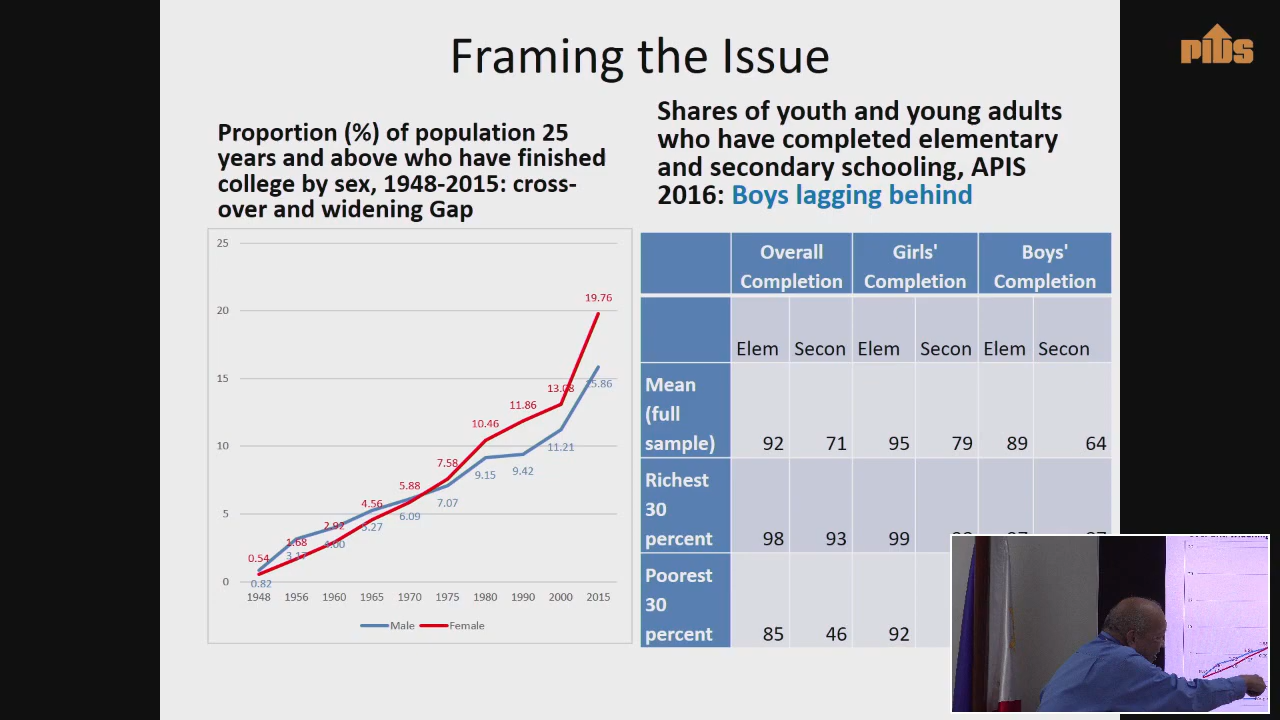 Framing the Issue
PIDS
Proportion (%) of population 25
years and above who have finished
college by sex, 1948-2015: cross-
over and widening Gap
Shares of youth and young adults
who have completed elementary
and secondary schooling, APIS
2016: Boys lagging behind
25
20
15
10
5
0
0.54
1.68
2.92
4.56
5.88
7.58
10.46
11.86
13.08
19.76
0.82
5.27
6.09
7.07
9.15
9.42
11.21
1948 1956 1960 1965 1970 1975 1980 1990 2000 2015
Male Female
Overall Completion Girls' Completion Boys' Completion
Elem Secon Elem Secon Elem Secon
Mean
(full
sample) 92 71 95 79 89 64
Richest
30
percent 98 93 99
Poorest
30
percent 85 46 92